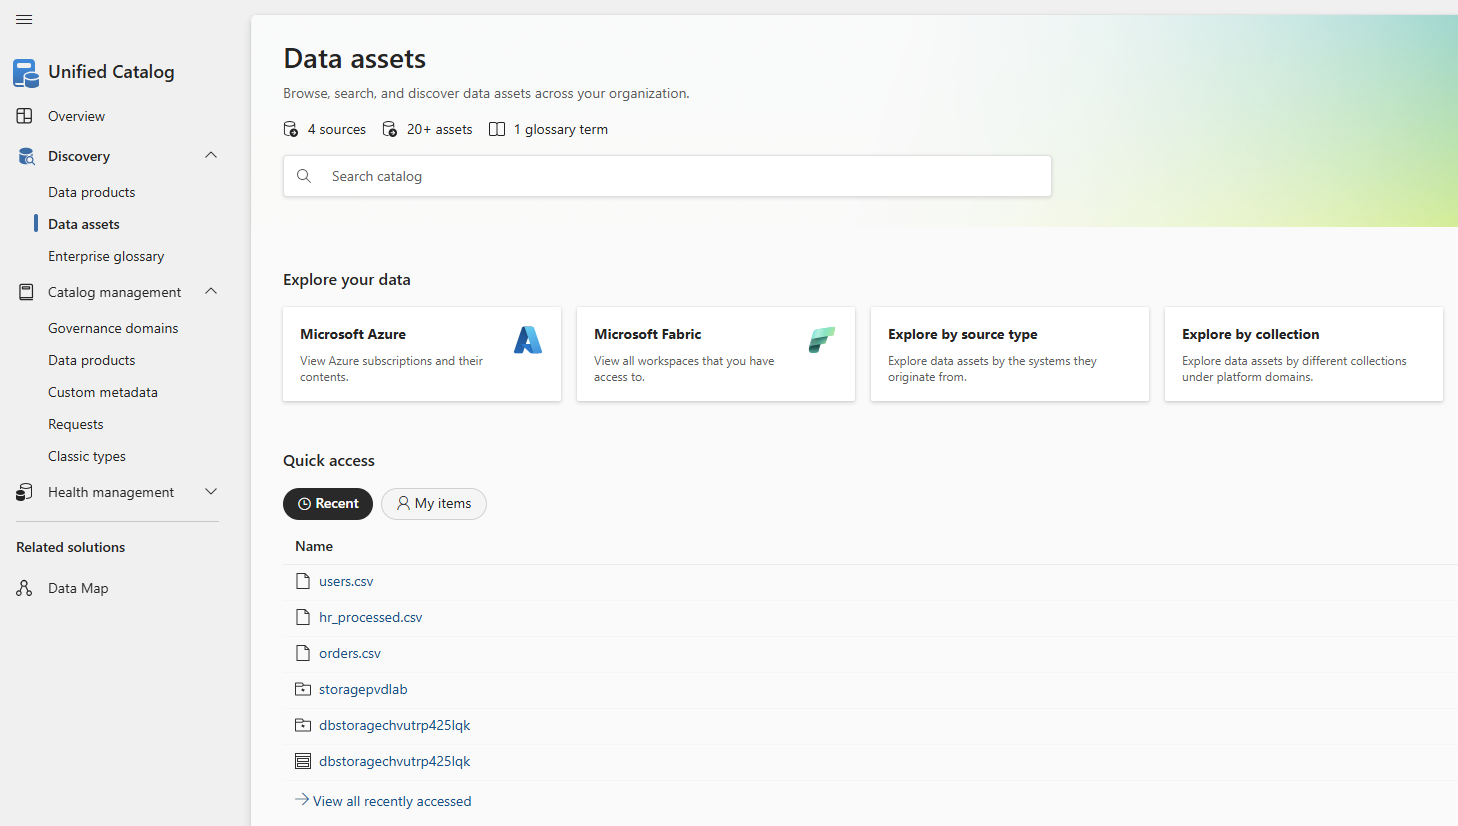 Unified Catalog
Overview
Discovery
Data products
Data assets
Enterprise glossary
Catalog management
Governance domains
Data products
Custom metadata
Requests
Classic types
Health management
Related solutions
Data Map
Data assets
Browse, search, and discover data assets across your organization.
4 sources 20+ assets 1 glossary term
Search catalog
Explore your data
Microsoft Azure
View Azure subscriptions and their
contents.
Microsoft Fabric
View all workspaces that you have
access to.
Explore by source type
Explore data assets by the systems they
originate from.
Explore by collection
Explore data assets by different collections
under platform domains.
Quick access
Recent My items
Name
users.csv
hr_processed.csv
orders.csv
storagepvdlab
dbstoragechvutrp425lqk
dbstoragechvutrp425lqk
View all recently accessed